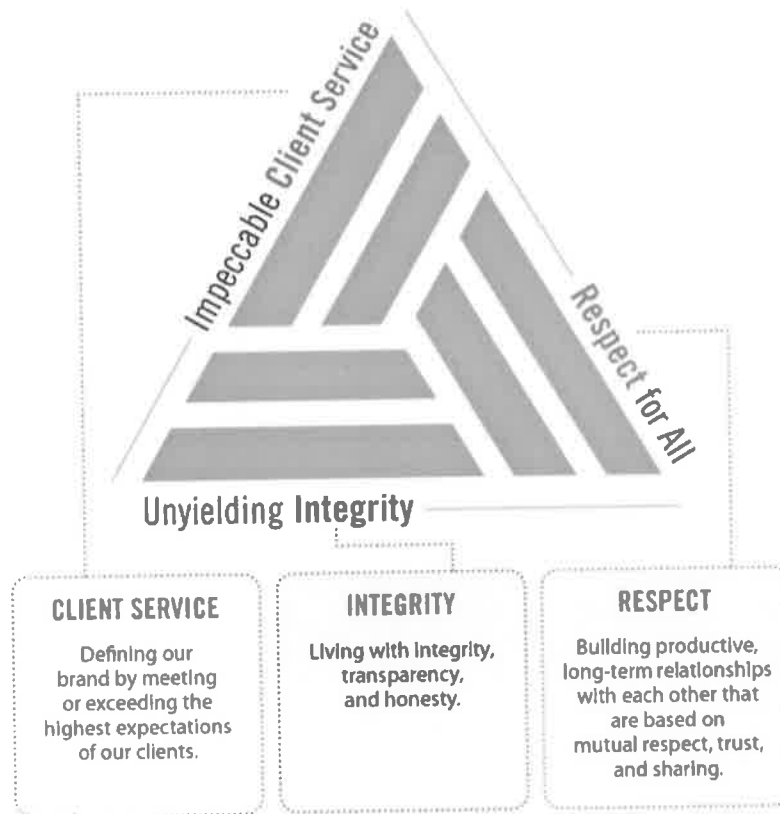 Impeccable Client Service
Respect for All
Unyielding Integrity
CLIENT SERVICE
Defining our
brand by meeting
or exceeding the
highest expectations
of our clients.
INTEGRITY
Living with integrity,
transparency,
and honesty.
RESPECT
Building productive,
long-term relationships
with each other that
are based on
mutual respect, trust,
and sharing.